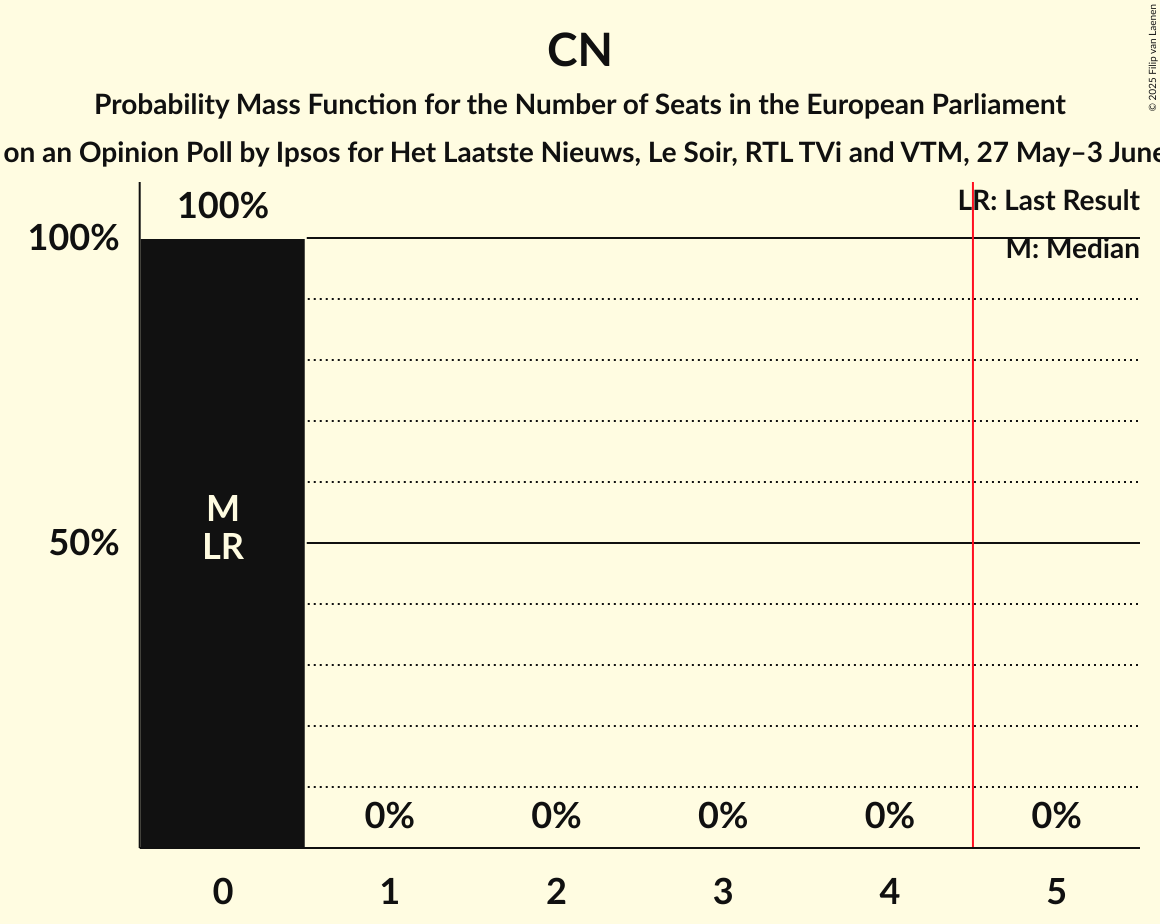 CN
Probability Mass Function for the Number of Seats in the European Parliament
on an Opinion Poll by Ipsos for Het Laatste Nieuws, Le Soir, RTL TVi and VTM, 27 May–3 June
© 2025 Filip van Laenen
LR: Last Result
M: Median
100%
100%
50%
M
LR
0% 0% 0% 0% 0%
0 1 2 3 4 5